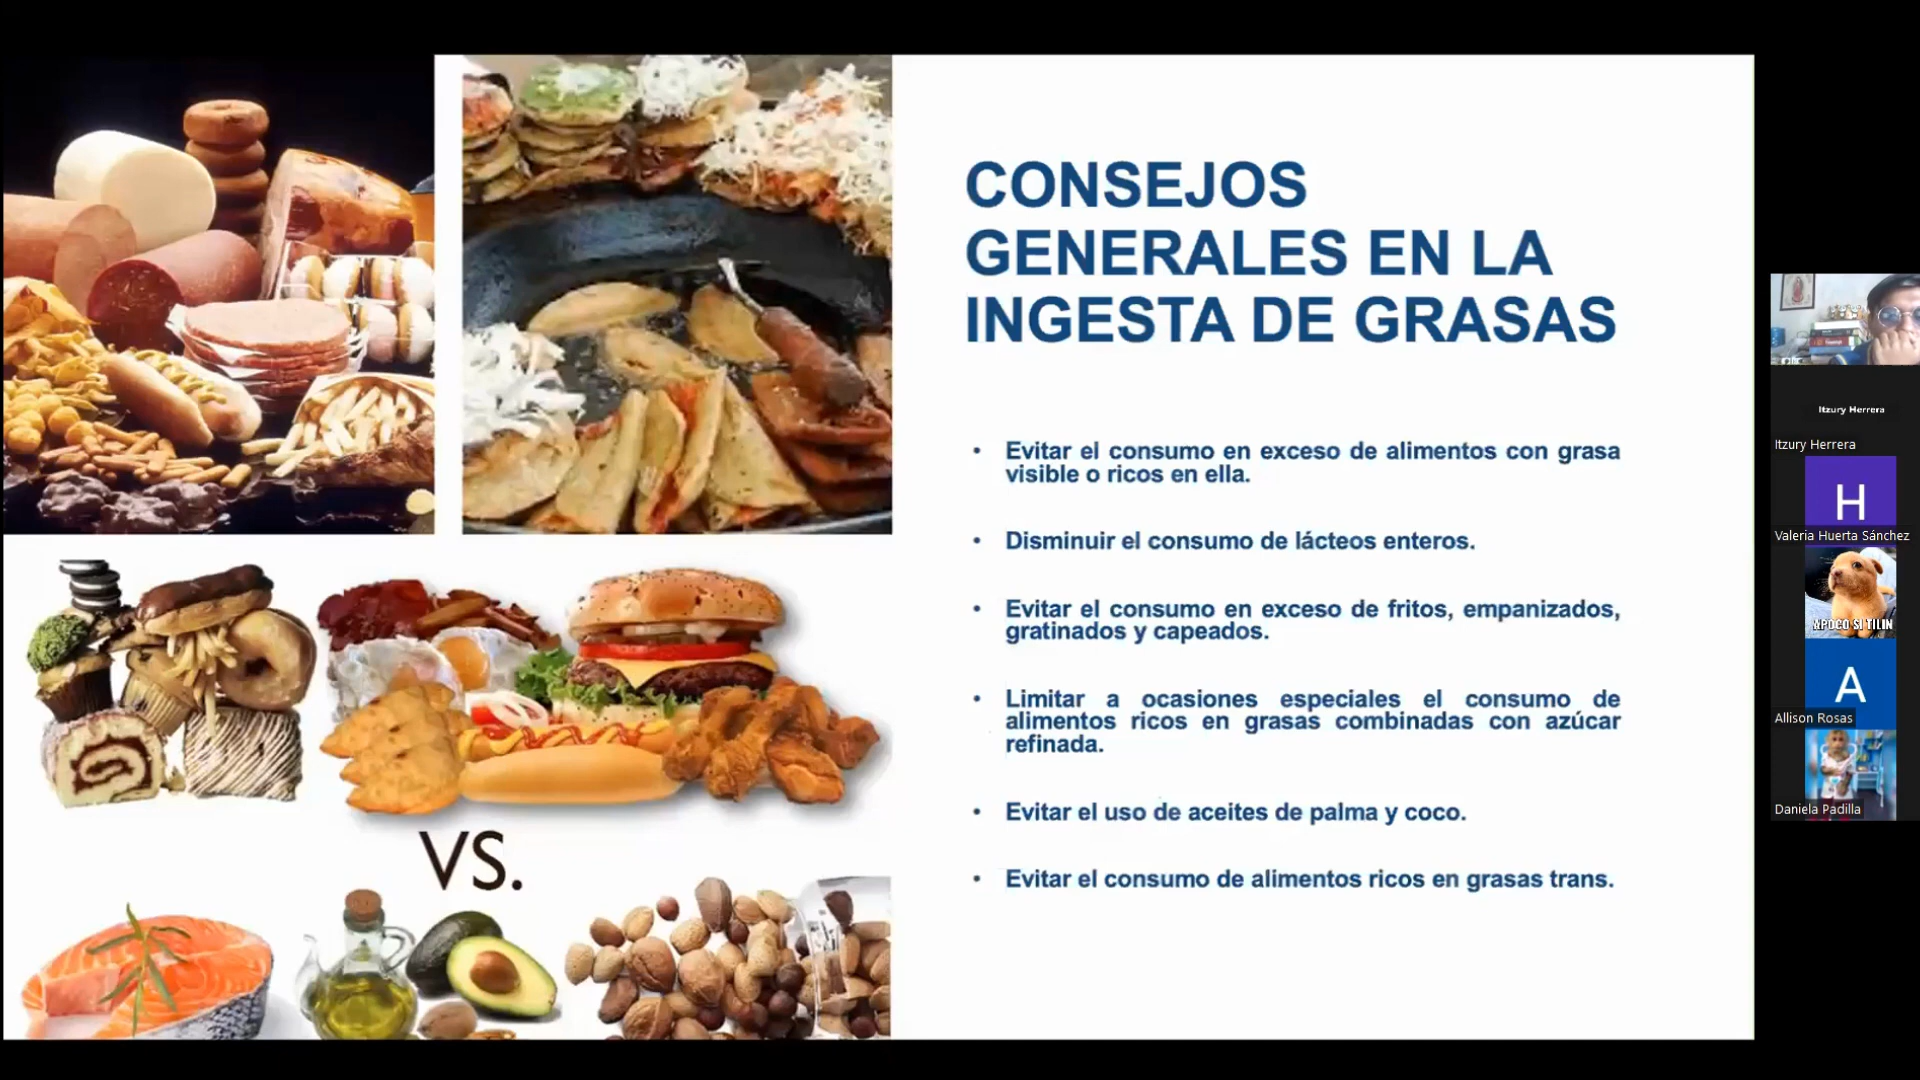 CONSEJOS
GENERALES EN LA
INGESTA DE GRASAS
• Evitar el consumo en exceso de alimentos con grasa
visible o ricos en ella.
• Disminuir el consumo de lácteos enteros.
• Evitar el consumo en exceso de fritos, empanizados,
gratinados y capeados.
• Limitar a ocasiones especiales el consumo de
alimentos ricos en grasas combinadas con azúcar
refinada.
• Evitar el uso de aceites de palma y coco.
• Evitar el consumo de alimentos ricos en grasas trans.
VS.
Itzury Herrera
Itzury Herrera
H
Valeria Huerta Sánchez
APOCO SI TILIN
A
Allison Rosas
Daniela Padilla